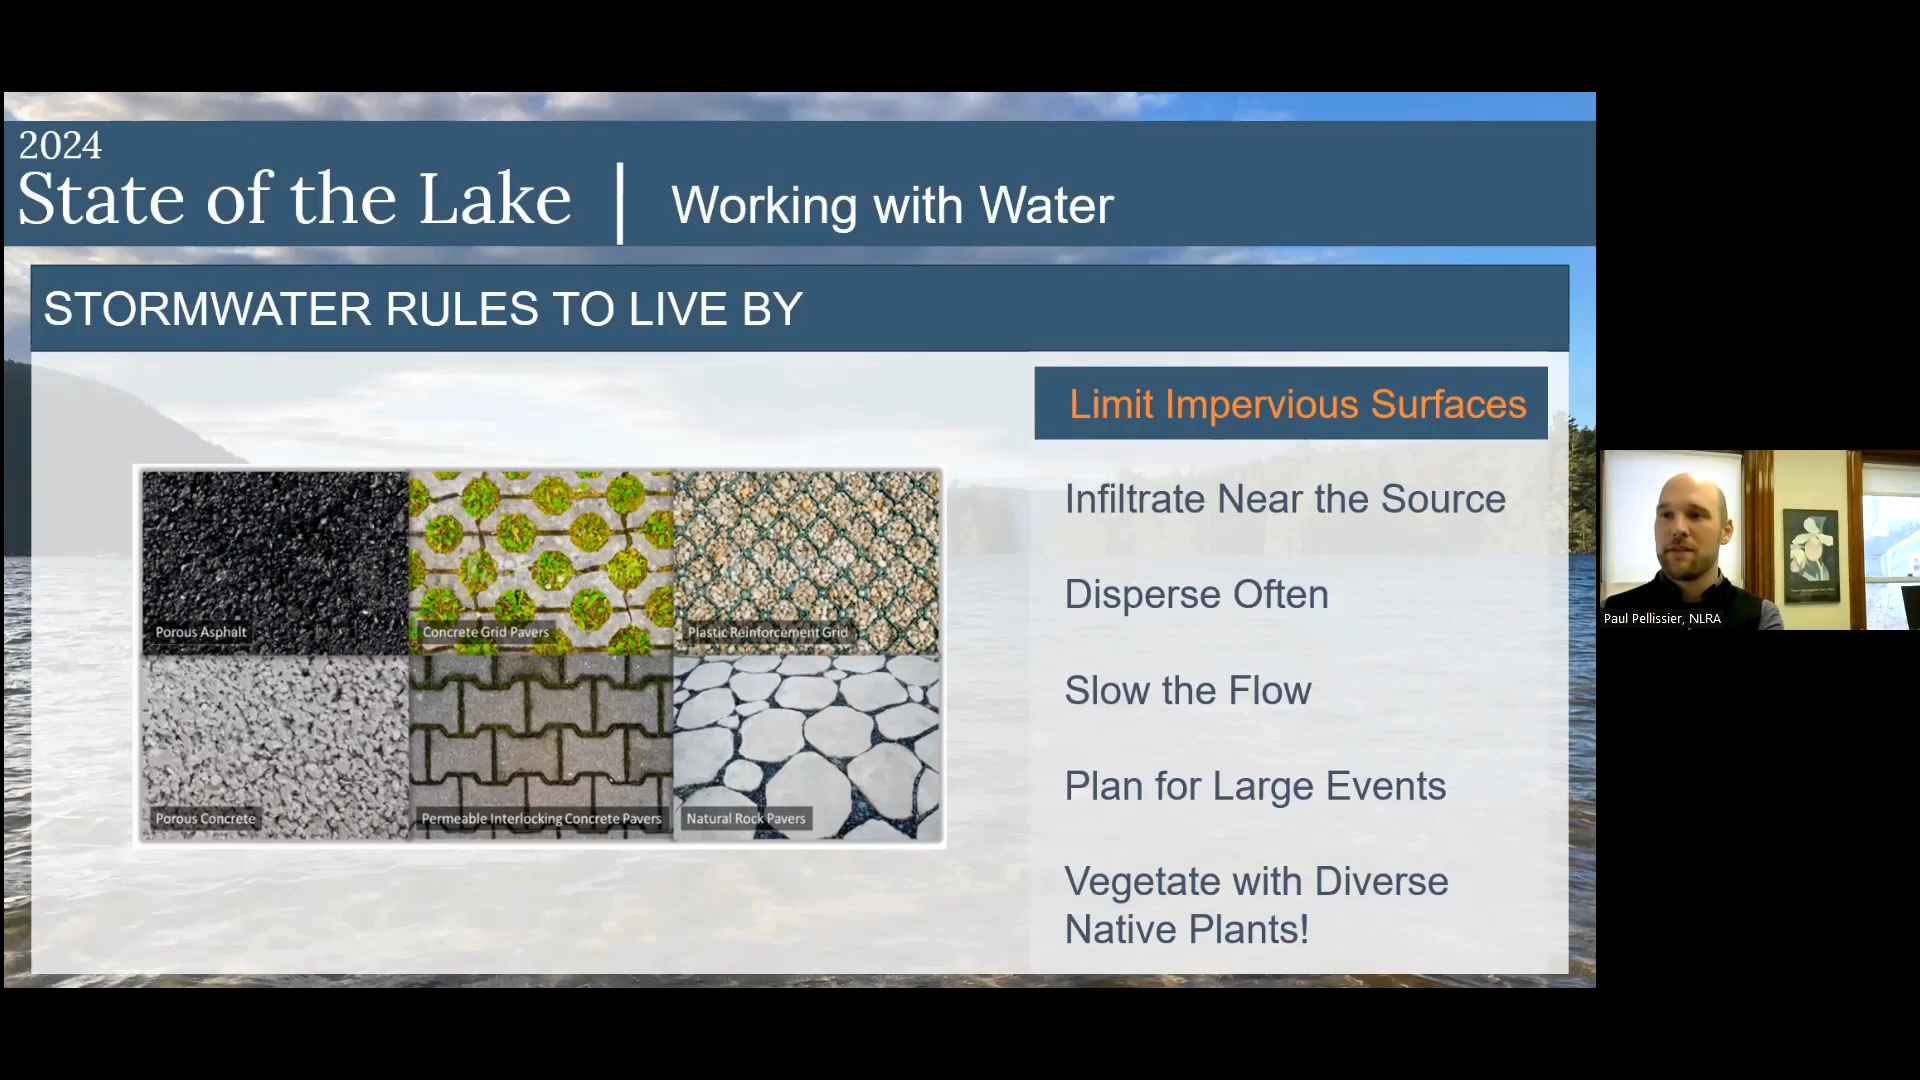 2024
State of the Lake | Working with Water
STORMWATER RULES TO LIVE BY
Limit Impervious Surfaces
Infiltrate Near the Source
Disperse Often
Slow the Flow
Plan for Large Events
Vegetate with Diverse
Native Plants!
Porous Asphalt
Concrete Grid Pavers
Plastic Reinforcement Grid
Porous Concrete
Permeable Interlocking Concrete Pavers
Natural Rock Pavers
Paul Pellissier, NLRA